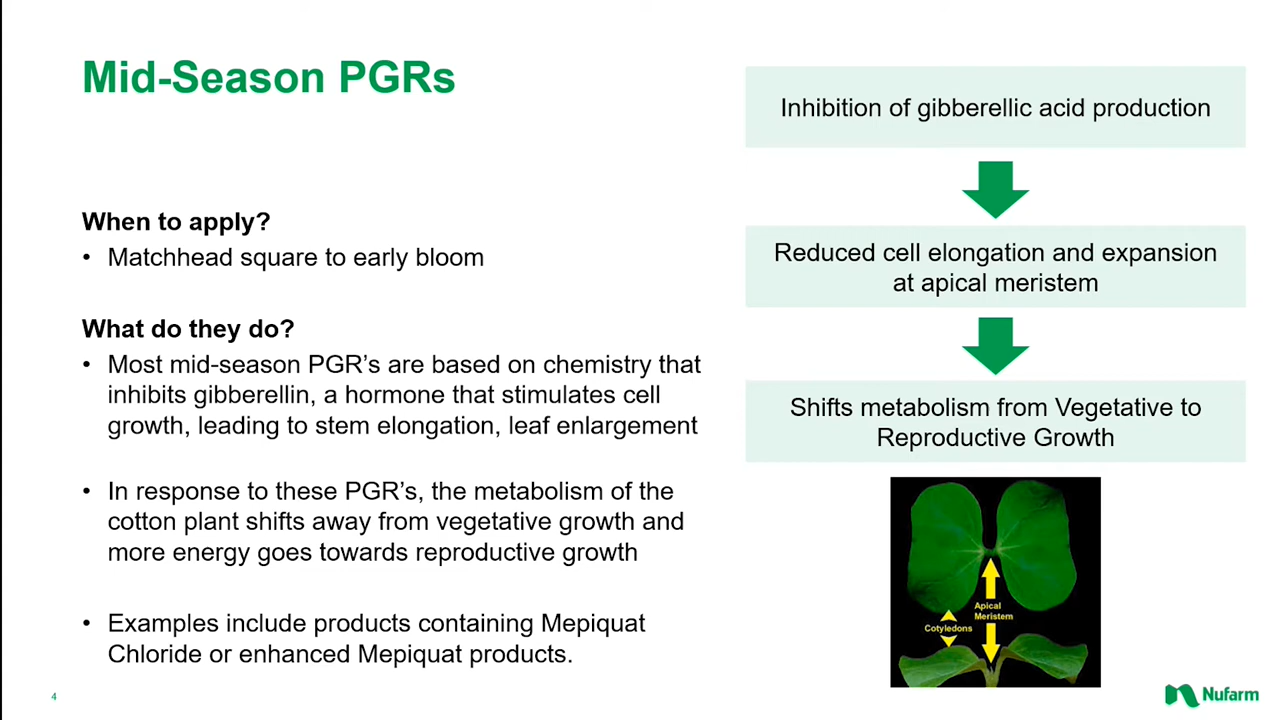 Mid-Season PGRs
When to apply?
• Matchhead square to early bloom
What do they do?
• Most mid-season PGR’s are based on chemistry that
inhibits gibberellin, a hormone that stimulates cell
growth, leading to stem elongation, leaf enlargement
• In response to these PGR’s, the metabolism of the
cotton plant shifts away from vegetative growth and
more energy goes towards reproductive growth
• Examples include products containing Mepiquat
Chloride or enhanced Mepiquat products.
Inhibition of gibberellic acid production
Reduced cell elongation and expansion
at apical meristem
Shifts metabolism from Vegetative to
Reproductive Growth
Apical
Meristem
Cotyledons
4
Nufarm